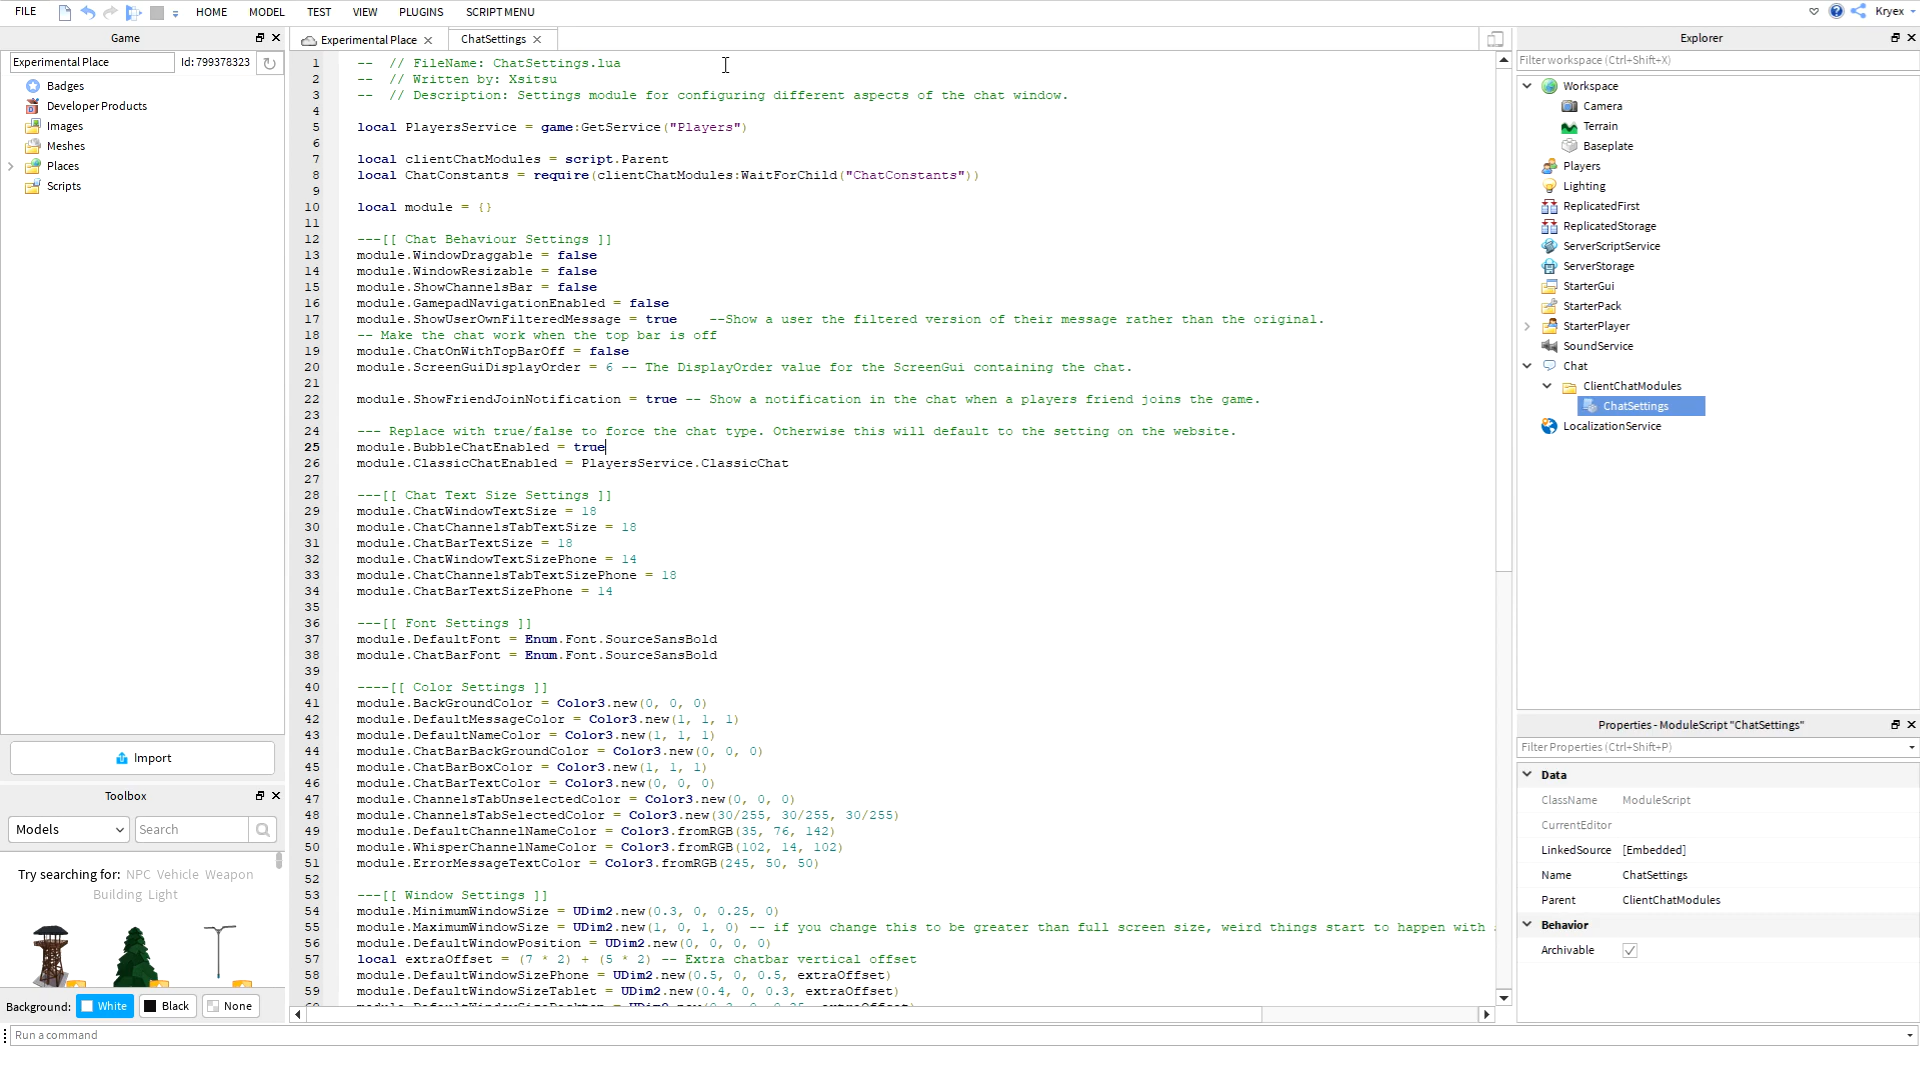 FILE HOME MODEL TEST VIEW PLUGINS SCRIPT MENU Kryex
Game
Experimental Place Id: 799378323
Badges
Developer Products
Images
Meshes
Places
Scripts
Import
Toolbox
Models Search
Try searching for: NPC Vehicle Weapon
Building Light
Background: White Black None
Run a command
Experimental Place ChatSettings
1 -- // FileName: ChatSettings.lua
2 -- // Written by: Xsitsu
3 -- // Description: Settings module for configuring different aspects of the chat window.
4
5 local PlayersService = game:GetService("Players")
6
7 local clientChatModules = script.Parent
8 local ChatConstants = require(clientChatModules:WaitForChild("ChatConstants"))
9
10 local module = {}
11
12 ---[[ Chat Behaviour Settings ]]
13 module.WindowDraggable = false
14 module.WindowResizable = false
15 module.ShowChannelsBar = false
16 module.GamepadNavigationEnabled = false
17 module.ShowUserOwnFilteredMessage = true    --Show a user the filtered version of their message rather than the original.
18 -- Make the chat work when the top bar is off
19 module.ChatOnWithTopBarOff = false
20 module.ScreenGuiDisplayOrder = 6 -- The DisplayOrder value for the ScreenGui containing the chat.
21
22 module.ShowFriendJoinNotification = true -- Show a notification in the chat when a players friend joins the game.
23
24 --- Replace with true/false to force the chat type. Otherwise this will default to the setting on the website.
25 module.BubbleChatEnabled = true
26 module.ClassicChatEnabled = PlayersService.ClassicChat
27
28 ---[[ Chat Text Size Settings ]]
29 module.ChatWindowTextSize = 18
30 module.ChatChannelsTabTextSize = 18
31 module.ChatBarTextSize = 18
32 module.ChatWindowTextSizePhone = 14
33 module.ChatChannelsTabTextSizePhone = 18
34 module.ChatBarTextSizePhone = 14
35
36 ---[[ Font Settings ]]
37 module.DefaultFont = Enum.Font.SourceSansBold
38 module.ChatBarFont = Enum.Font.SourceSansBold
39
40 ----[[ Color Settings ]]
41 module.BackGroundColor = Color3.new(0, 0, 0)
42 module.DefaultMessageColor = Color3.new(1, 1, 1)
43 module.DefaultNameColor = Color3.new(1, 1, 1)
44 module.ChatBarBackGroundColor = Color3.new(0, 0, 0)
45 module.ChatBarBoxColor = Color3.new(1, 1, 1)
46 module.ChatBarTextColor = Color3.new(0, 0, 0)
47 module.ChannelsTabUnselectedColor = Color3.new(0, 0, 0)
48 module.ChannelsTabSelectedColor = Color3.new(30/255, 30/255, 30/255)
49 module.DefaultChannelNameColor = Color3.fromRGB(35, 76, 142)
50 module.WhisperChannelNameColor = Color3.fromRGB(102, 14, 102)
51 module.ErrorMessageTextColor = Color3.fromRGB(245, 50, 50)
52
53 ---[[ Window Settings ]]
54 module.MinimumWindowSize = UDim2.new(0.3, 0, 0.25, 0)
55 module.MaximumWindowSize = UDim2.new(1, 0, 1, 0) -- if you change this to be greater than full screen size, weird things start to happen with
56 module.DefaultWindowPosition = UDim2.new(0, 0, 0, 0)
57 local extraOffset = (7 * 2) + (5 * 2) -- Extra chatbar vertical offset
58 module.DefaultWindowSizePhone = UDim2.new(0.5, 0, 0.5, extraOffset)
59 module.DefaultWindowSizeTablet = UDim2.new(0.4, 0, 0.3, extraOffset)
Explorer
Filter workspace (Ctrl+Shift+X)
Workspace
Camera
Terrain
Baseplate
Players
Lighting
ReplicatedFirst
ReplicatedStorage
ServerScriptService
ServerStorage
StarterGui
StarterPack
StarterPlayer
SoundService
Chat
ClientChatModules
ChatSettings
LocalizationService
Properties - ModuleScript "ChatSettings"
Filter Properties (Ctrl+Shift+P)
Data
ClassName ModuleScript
CurrentEditor
LinkedSource [Embedded]
Name ChatSettings
Parent ClientChatModules
Behavior
Archivable